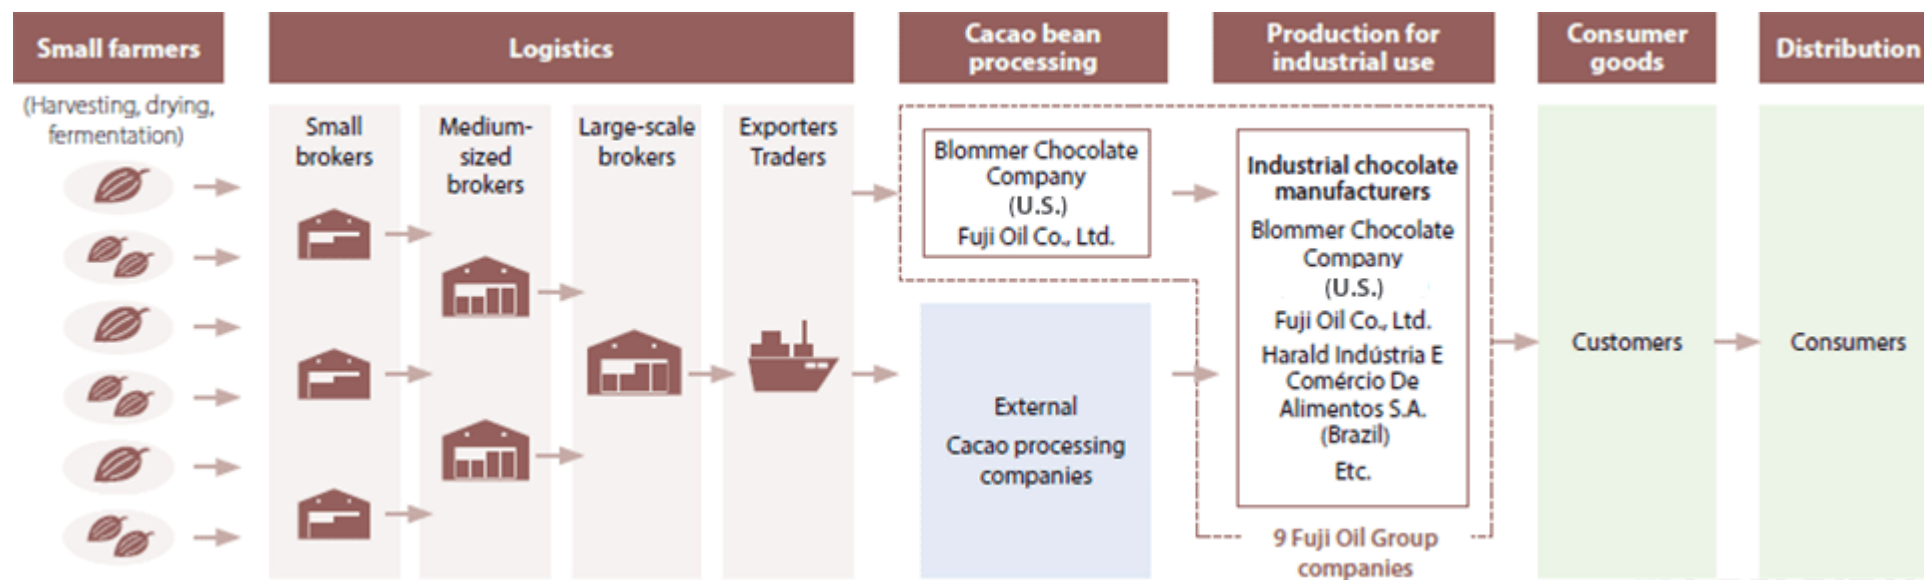 Small farmers
Logistics
Cacao bean
processing
Production for
industrial use
Consumer
goods
Distribution
(Harvesting, drying,
fermentation)
Small
brokers
Medium-
sized
brokers
Large-scale
brokers
Exporters
Traders
Blommer Chocolate
Company
(U.S.)
Fuji Oil Co., Ltd.
External
Cacao processing
companies
Industrial chocolate
manufacturers
Blommer Chocolate
Company
(U.S.)
Fuji Oil Co., Ltd.
Harald Indústria E
Comércio De
Alimentos S.A.
(Brazil)
Etc.
9 Fuji Oil Group
companies
Customers
Consumers